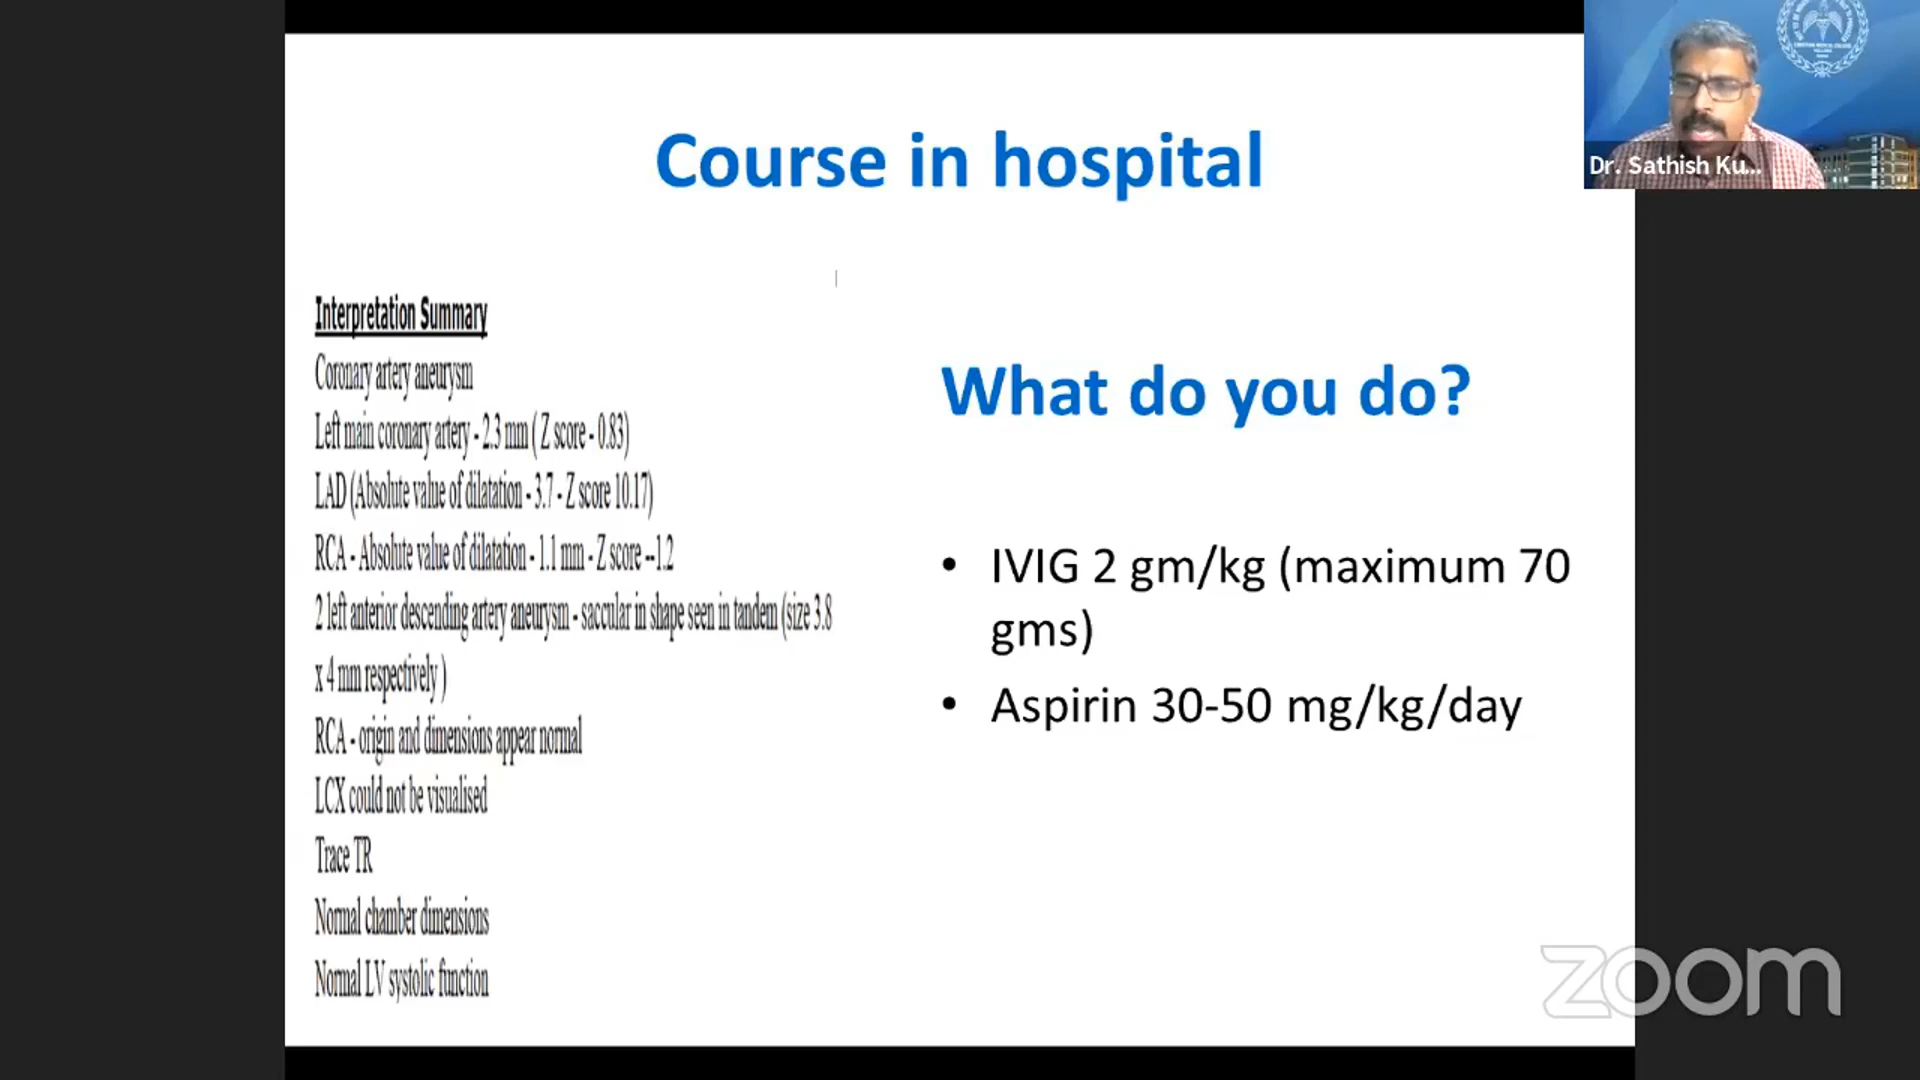 Course in hospital
Dr. Sathish Ku...
Interpretation Summary
Coronary artery aneurysm
Left main coronary artery - 2.3 mm ( Z score - 0.83)
LAD (Absolute value of dilatation - 3.7 - Z score 10.17)
RCA - Absolute value of dilatation - 1.1 mm - Z score --1.2
2 left anterior descending artery aneurysm - saccular in shape seen in tandem (size 3.8
x 4 mm respectively )
RCA - origin and dimensions appear normal
LCX could not be visualised
Trace TR
Normal chamber dimensions
Normal LV systolic function
What do you do?
• IVIG 2 gm/kg (maximum 70
gms)
• Aspirin 30-50 mg/kg/day
zoom